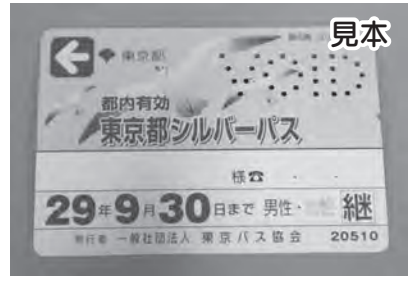 見本
東京都
VOID
都内有効
東京都シルバーパス
様☎ ・ ・
29年9月30日まで 男性・ 継
発行者 一般社団法人 東京バス協会 20510